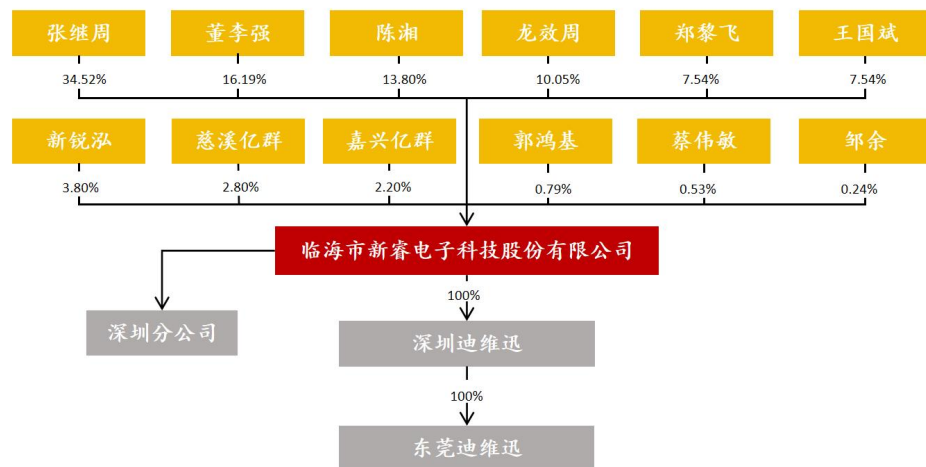 张继周
董李强
陈湘
龙效周
郑黎飞
王国斌
34.52%
16.19%
13.80%
10.05%
7.54%
7.54%
新锐泓
慈溪亿群
嘉兴亿群
郭鸿基
蔡伟敏
邹余
3.80%
2.80%
2.20%
0.79%
0.53%
0.24%
临海市新睿电子科技股份有限公司
100%
深圳分公司
深圳迪维迅
100%
东莞迪维迅